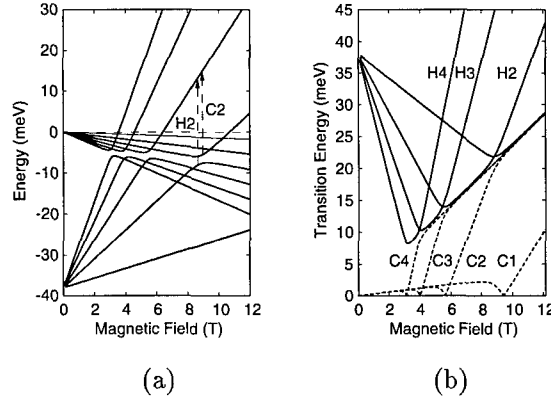 30
20
10
0
-10
-20
-30
-40
Energy (meV)
H2
C2
0 2 4 6 8 10 12
Magnetic Field (T)
(a)
45
40
35
30
25
20
15
10
5
0
Transition Energy (meV)
H4
H3
H2
C4
C3
C2
C1
0 2 4 6 8 10 12
Magnetic Field (T)
(b)